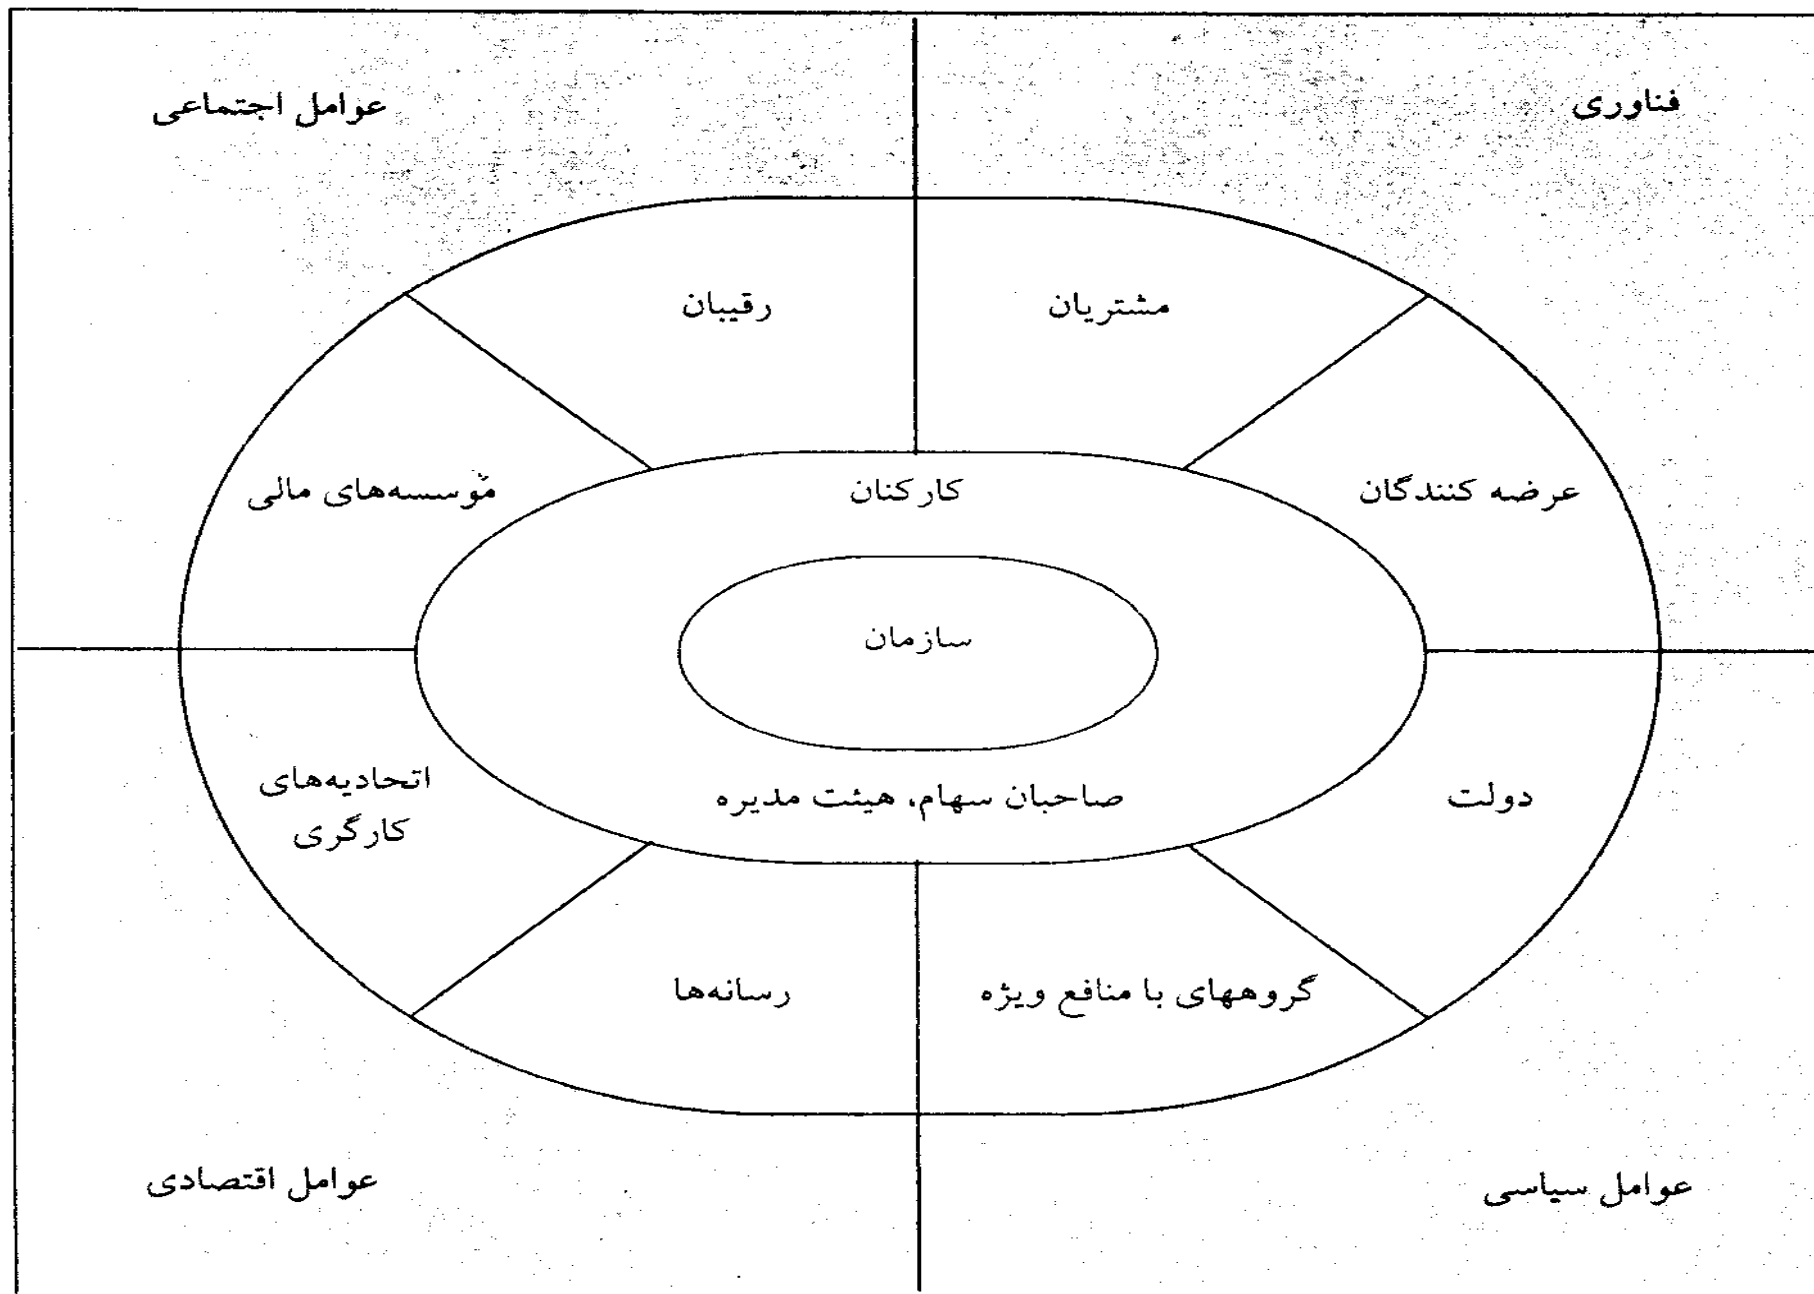 فناوری
عوامل اجتماعی
مشتریان
رقیبان
عرضه کنندگان
کارکنان
مؤسسه‌های مالی
سازمان
دولت
صاحبان سهام، هیئت مدیره
اتحادیه‌های
کارگری
گروههای با منافع ویژه
رسانه‌ها
عوامل سیاسی
عوامل اقتصادی